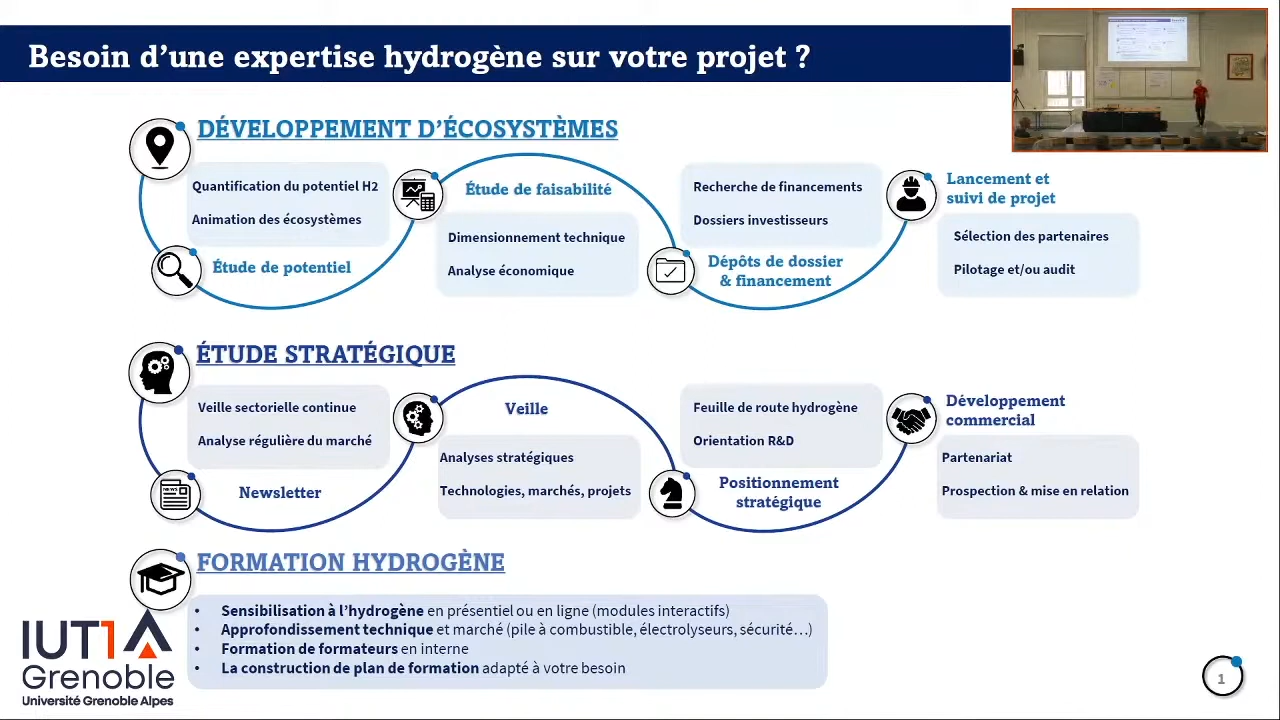 Besoin d’une expertise hydrogène sur votre projet ?
DÉVELOPPEMENT D’ÉCOSYSTÈMES
Quantification du potentiel H2
Animation des écosystèmes
Étude de potentiel
Étude de faisabilité
Dimensionnement technique
Analyse économique
Recherche de financements
Dossiers investisseurs
Dépôts de dossier
& financement
Lancement et
suivi de projet
Sélection des partenaires
Pilotage et/ou audit
ÉTUDE STRATÉGIQUE
Veille sectorielle continue
Analyse régulière du marché
NEWS
Newsletter
Veille
Analyses stratégiques
Technologies, marchés, projets
Feuille de route hydrogène
Orientation R&D
Positionnement
stratégique
Développement
commercial
Partenariat
Prospection & mise en relation
FORMATION HYDROGÈNE
• Sensibilisation à l’hydrogène en présentiel ou en ligne (modules interactifs)
• Approfondissement technique et marché (pile à combustible, électrolyseurs, sécurité…)
• Formation de formateurs en interne
• La construction de plan de formation adapté à votre besoin
IUT1
Grenoble
Université Grenoble Alpes
1